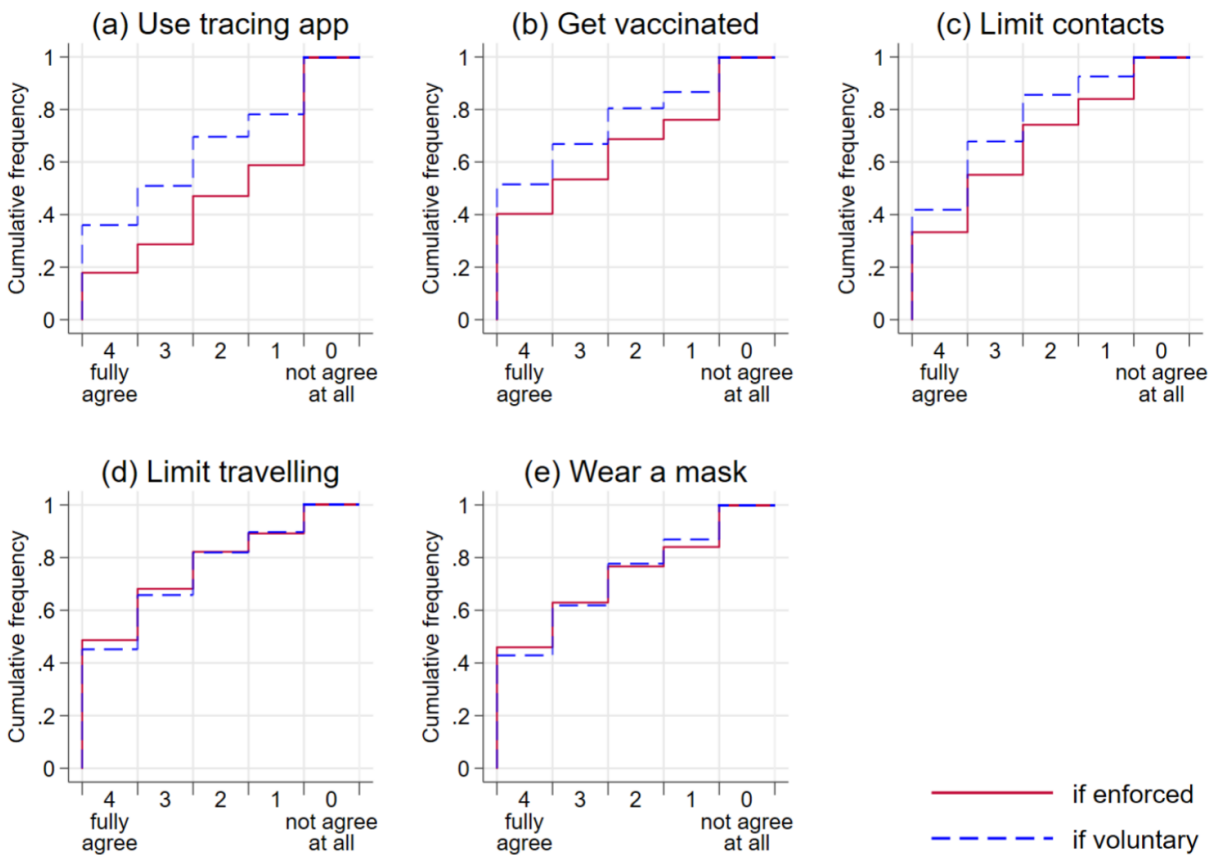 (a) Use tracing app
(b) Get vaccinated
(c) Limit contacts
Cumulative frequency
1
.8
.6
.4
.2
0
4 3 2 1 0
fully not agree
agree at all
Cumulative frequency
1
.8
.6
.4
.2
0
4 3 2 1 0
fully not agree
agree at all
Cumulative frequency
1
.8
.6
.4
.2
0
4 3 2 1 0
fully not agree
agree at all
(d) Limit travelling
(e) Wear a mask
Cumulative frequency
1
.8
.6
.4
.2
0
4 3 2 1 0
fully not agree
agree at all
Cumulative frequency
1
.8
.6
.4
.2
0
4 3 2 1 0
fully not agree
agree at all
if enforced
if voluntary